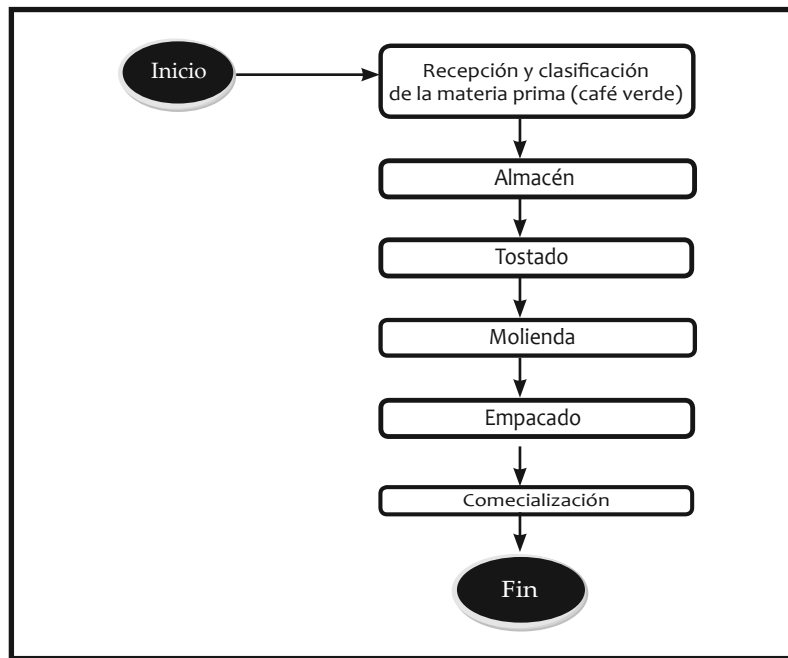 Inicio
Recepción y clasificación
de la materia prima (café verde)
Almacén
Tostado
Molienda
Empacado
Comecialización
Fin